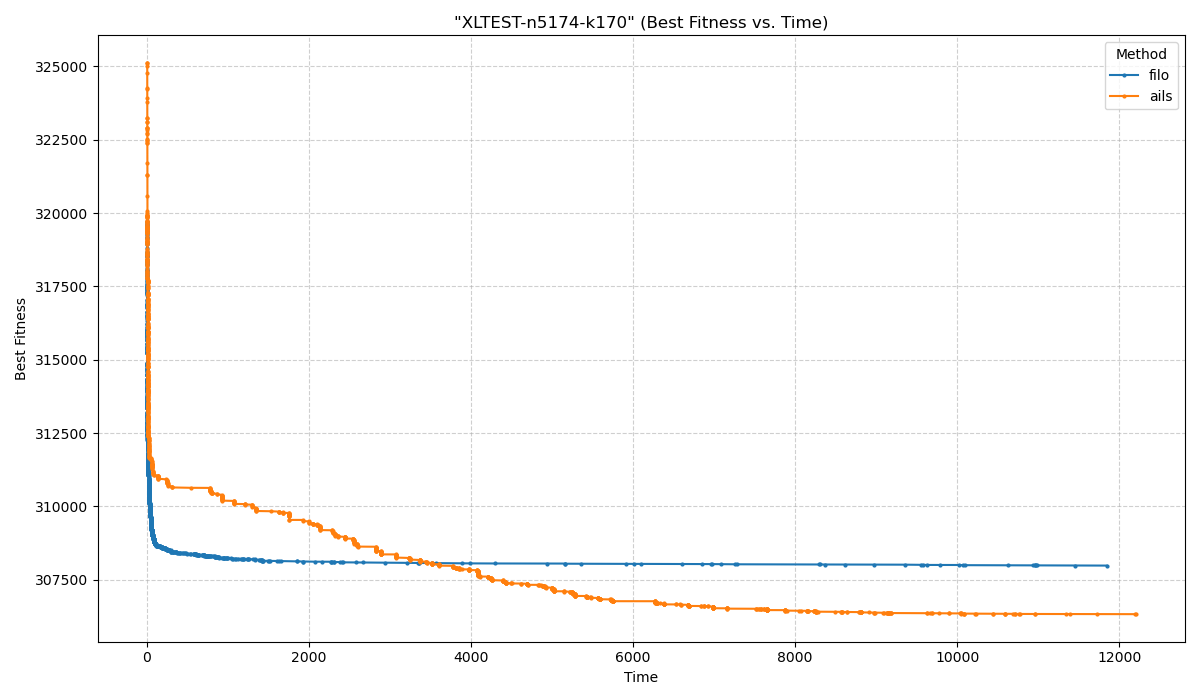 "XLTEST-n5174-k170" (Best Fitness vs. Time)
Method
filo
ails
Best Fitness
325000
322500
320000
317500
315000
312500
310000
307500
0 2000 4000 6000 8000 10000 12000
Time